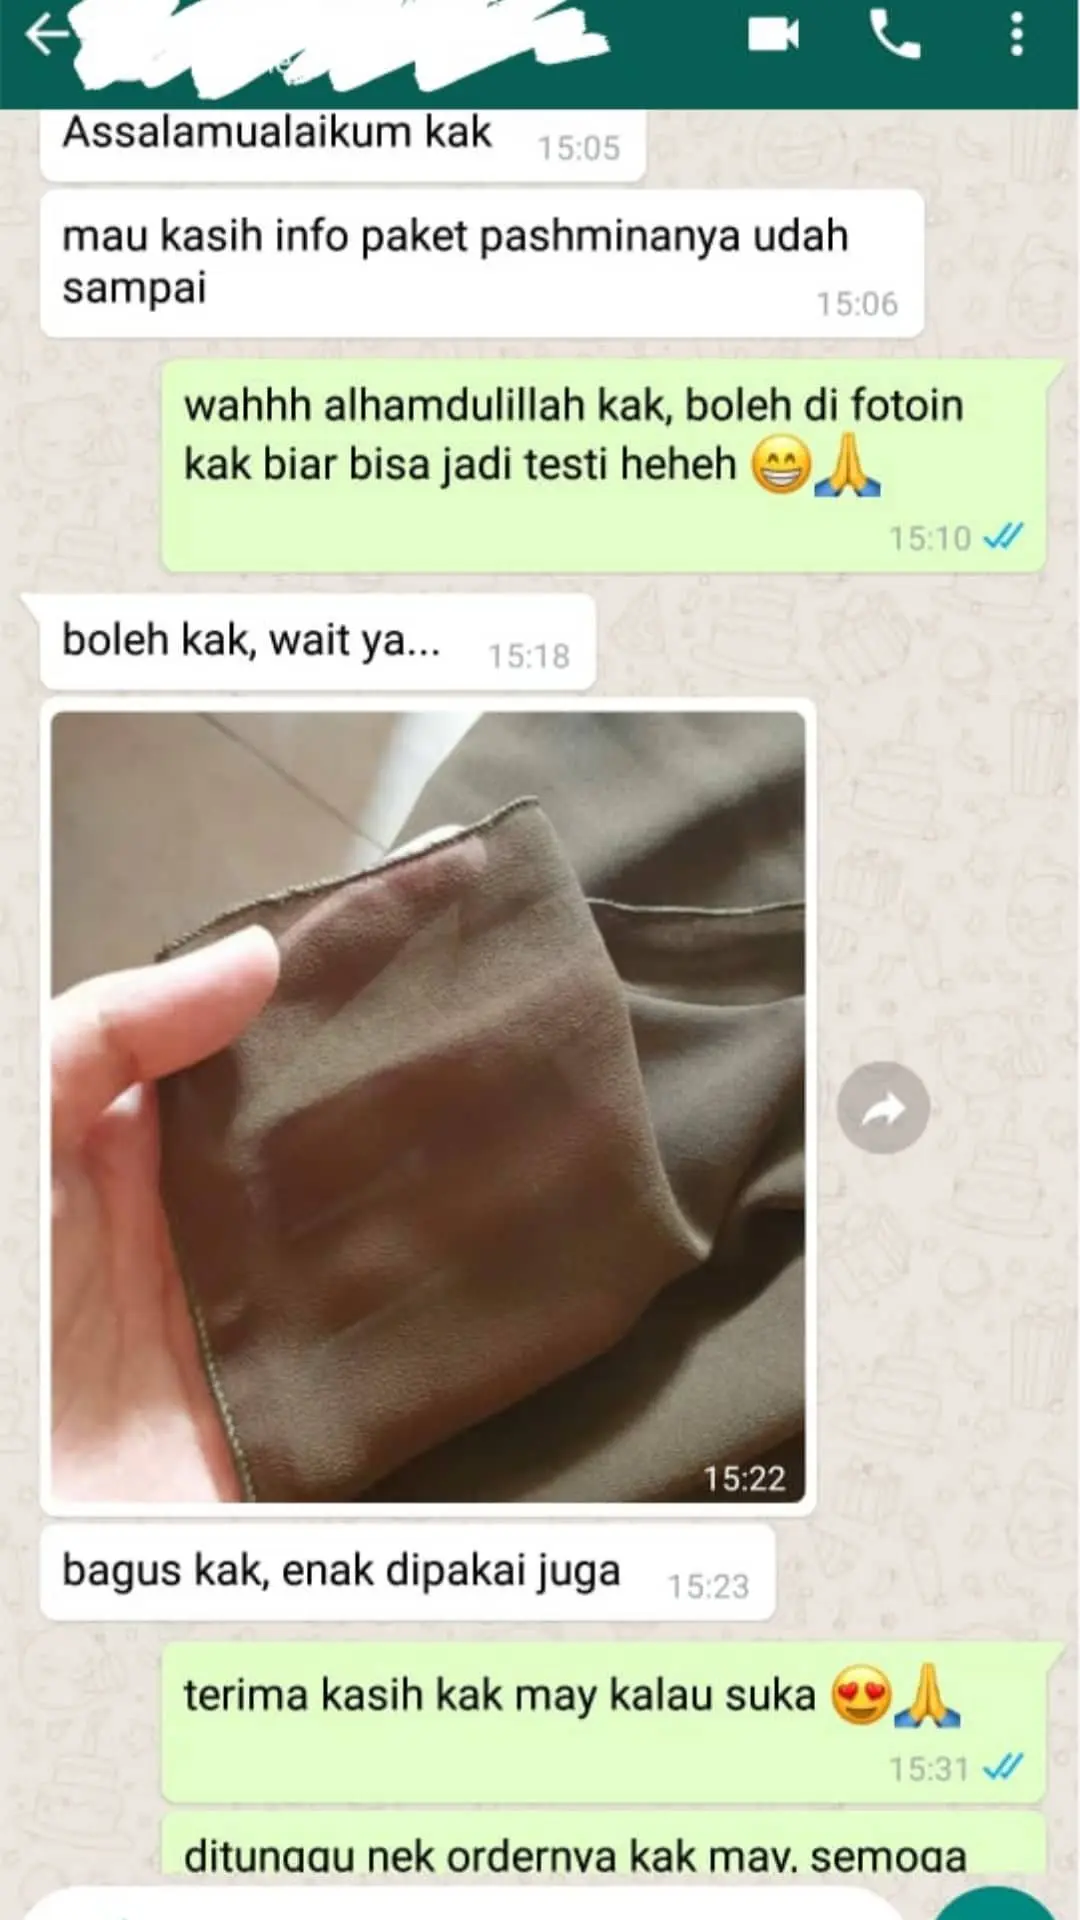 Assalamualaikum kak 15:05
mau kasih info paket pashminanya udah
sampai 15:06
wahhh alhamdulillah kak, boleh di fotoin
kak biar bisa jadi testi heheh 😁🙏
15:10
boleh kak, wait ya... 15:18
15:22
bagus kak, enak dipakai juga 15:23
terima kasih kak may kalau suka 😍🙏
15:31
ditunggu nek ordernya kak may, semoga